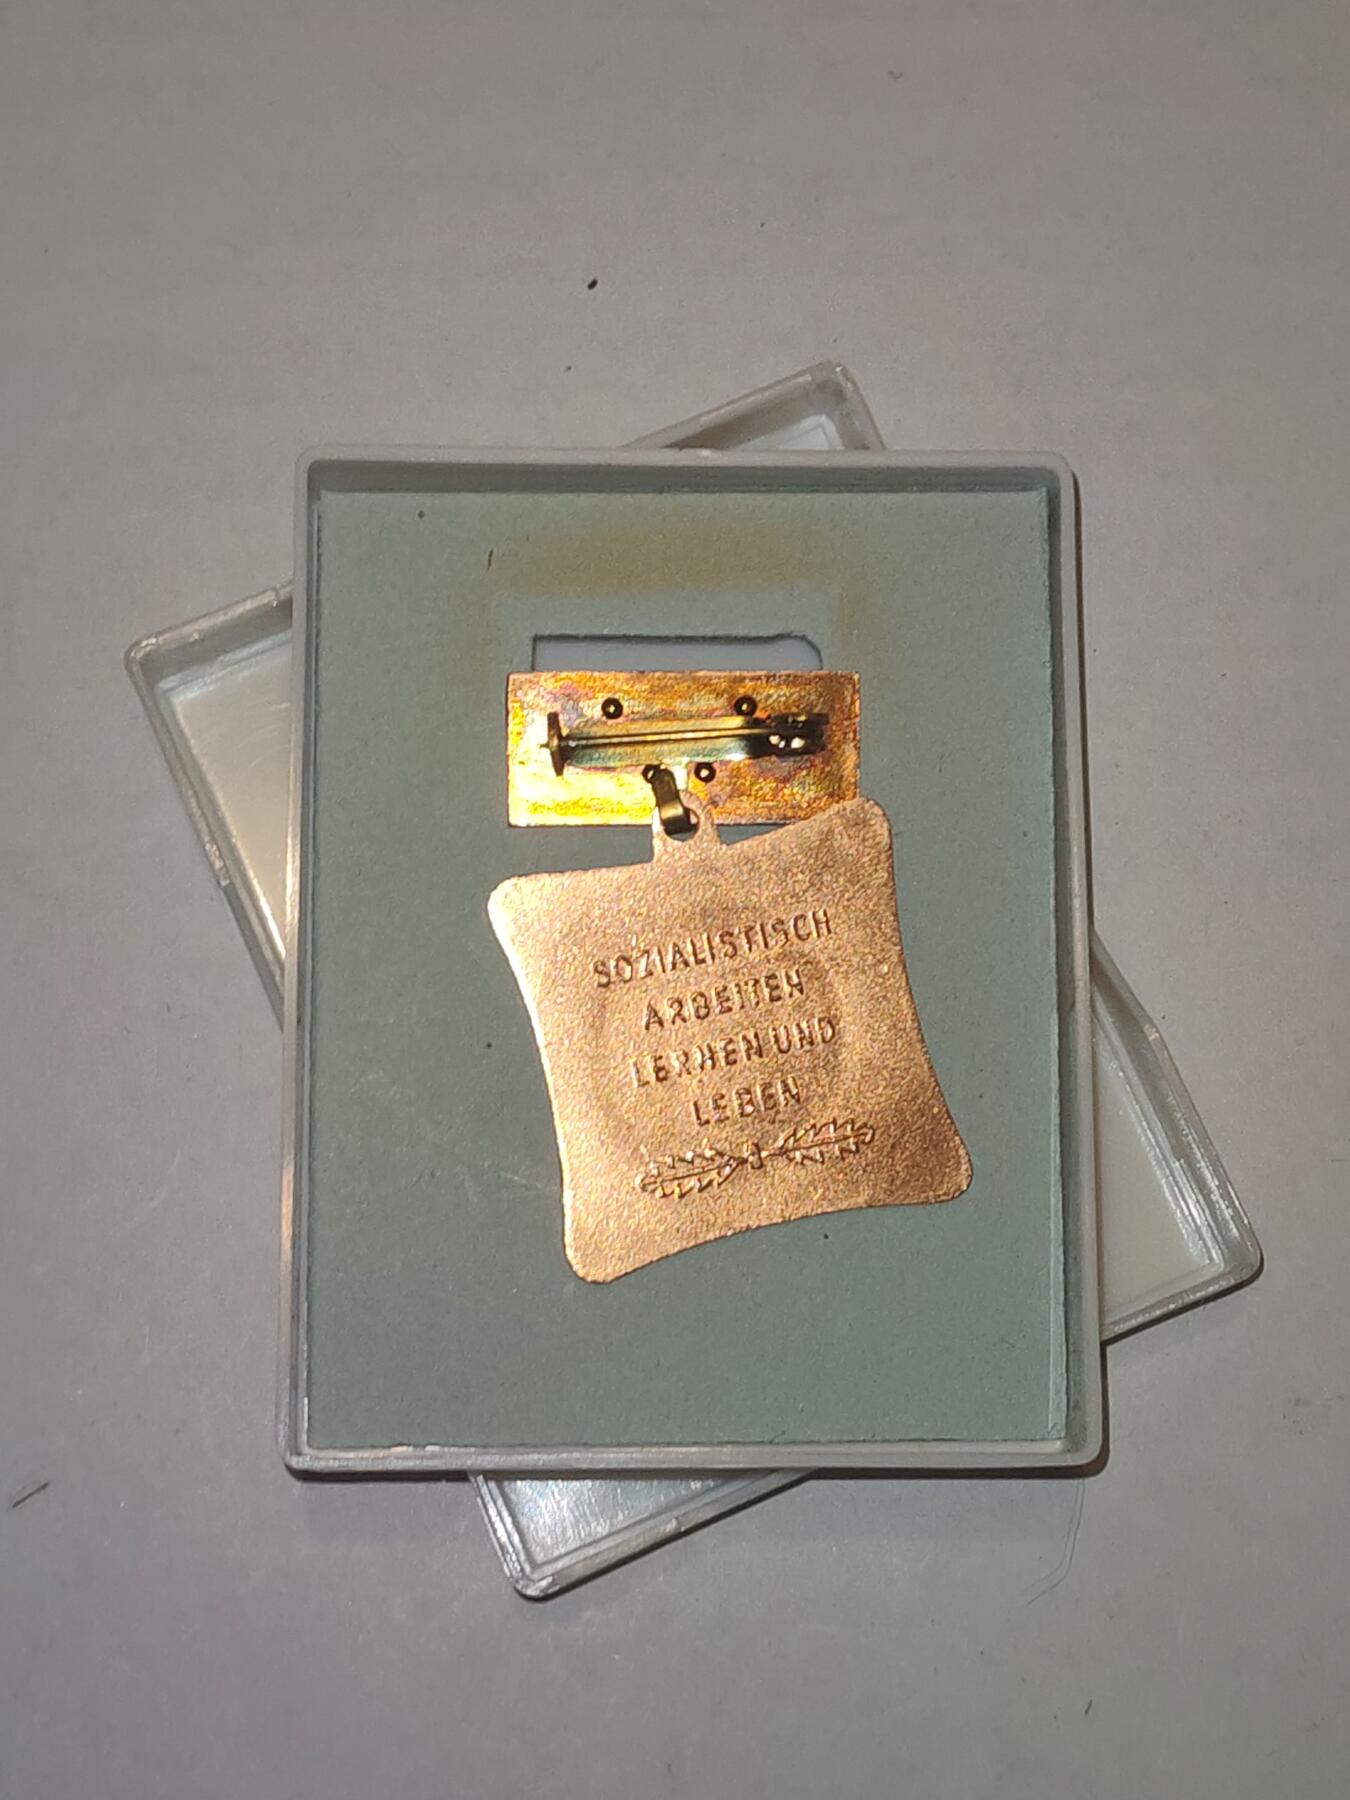 SOZIALISTISCH
ARBEITEN
LERNEN UND
LEBEN